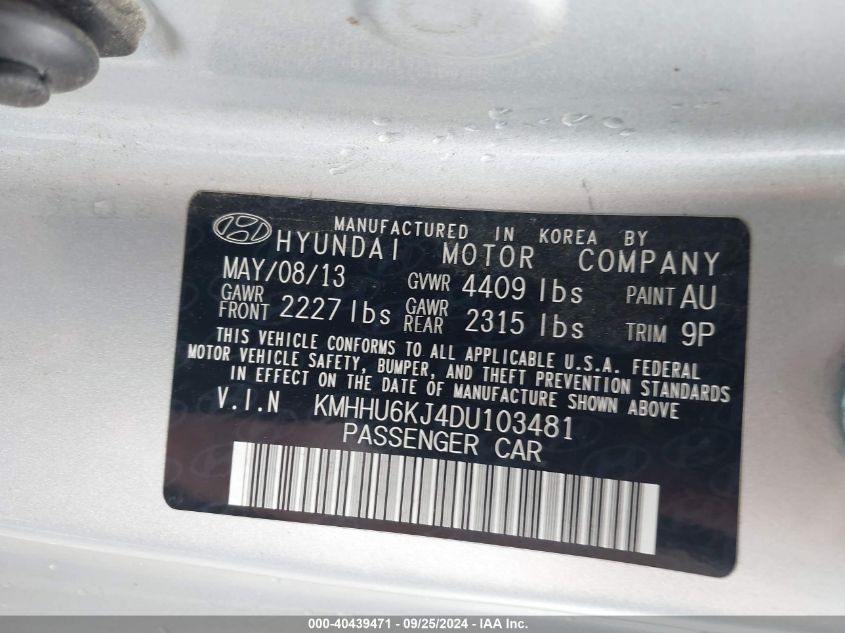 MANUFACTURED IN KOREA BY
HYUNDAI MOTOR COMPANY
MAY/08/13 GVWR 4409 lbs PAINT AU
GAWR FRONT 2227 lbs GAWR REAR 2315 lbs TRIM 9P
THIS VEHICLE CONFORMS TO ALL APPLICABLE U.S.A. FEDERAL
MOTOR VEHICLE SAFETY, BUMPER, AND THEFT PREVENTION STANDARDS
IN EFFECT ON THE DATE OF MANUFACTURE SHOWN ABOVE
V.I.N KMHHU6KJ4DU103481
PASSENGER CAR
000-40439471 - 09/25/2024 - IAA Inc.